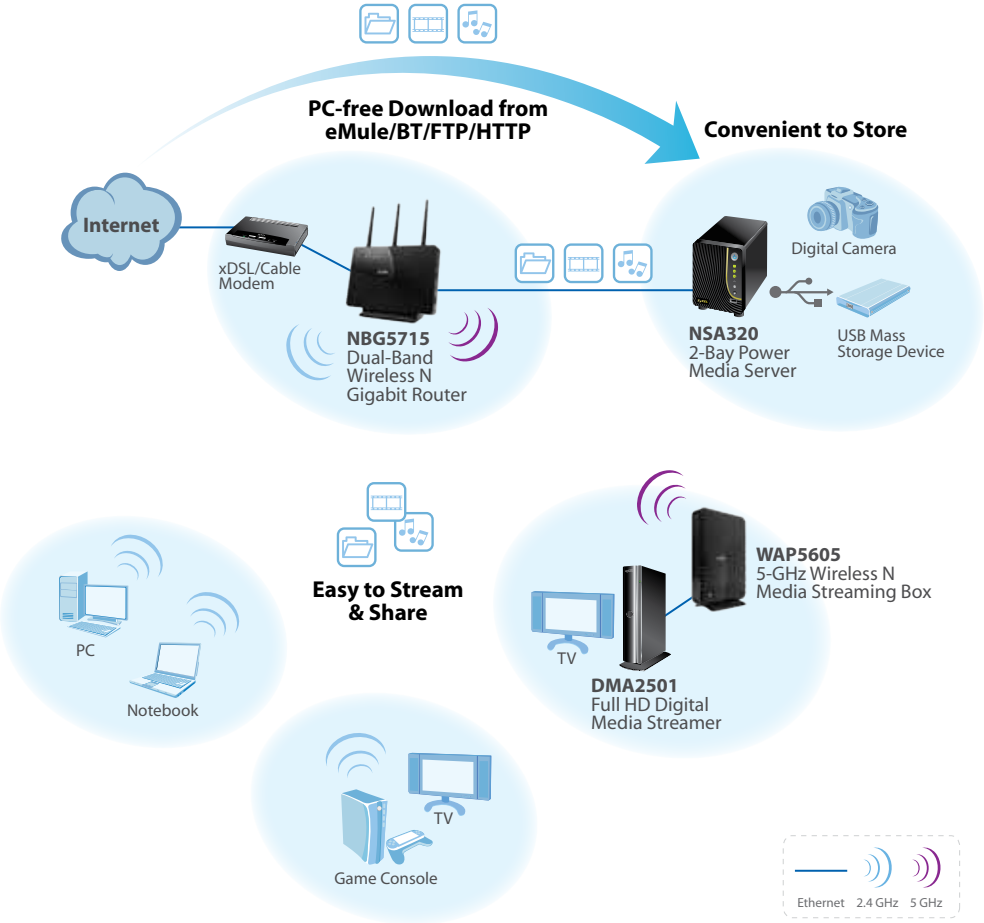 PC-free Download from
eMule/BT/FTP/HTTP
Convenient to Store
Internet
xDSL/Cable
Modem
NBG5715
Dual-Band
Wireless N
Gigabit Router
Digital Camera
NSA320
2-Bay Power
Media Server
USB Mass
Storage Device
Easy to Stream
& Share
PC
Notebook
WAP5605
5-GHz Wireless N
Media Streaming Box
TV
DMA2501
Full HD Digital
Media Streamer
TV
Game Console
Ethernet 2.4 GHz 5 GHz